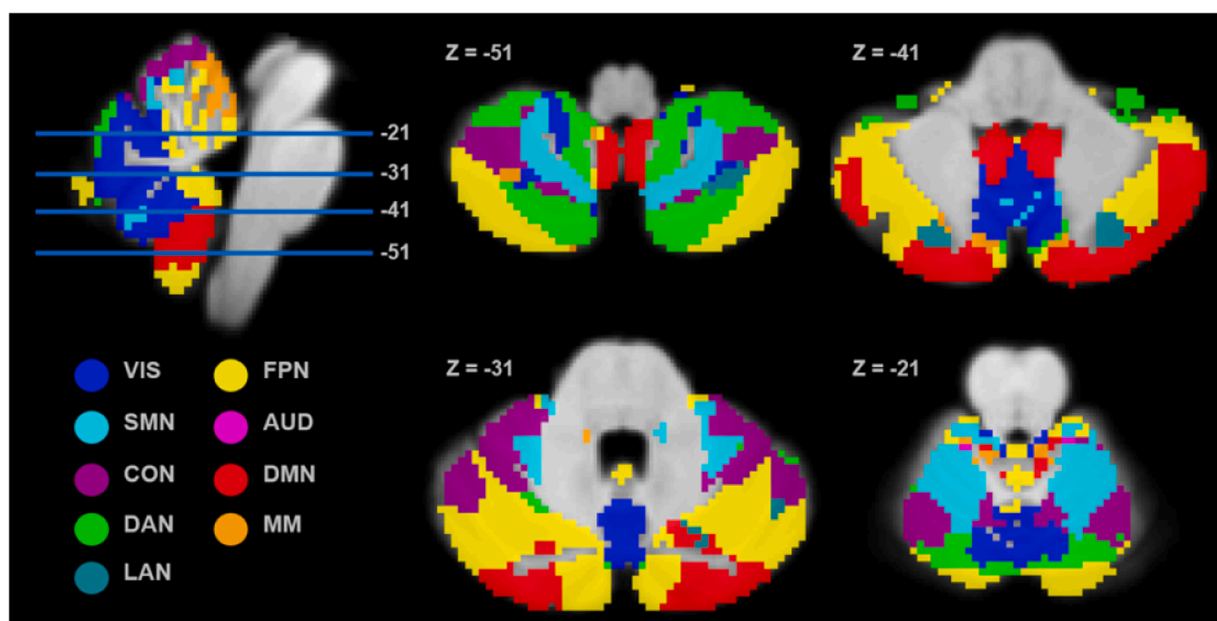 Z = -51
Z = -41
-21
-31
-41
-51
VIS
FPN
SMN
AUD
CON
DMN
DAN
MM
LAN
Z = -31
Z = -21